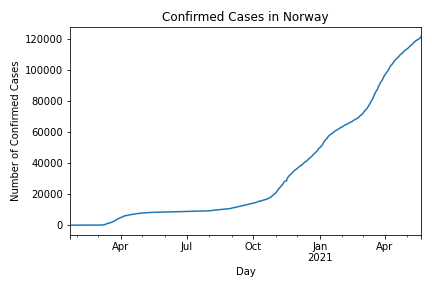 Confirmed Cases in Norway
Number of Confirmed Cases
120000
100000
80000
60000
40000
20000
0
Apr Jul Oct Jan Apr
2021
Day